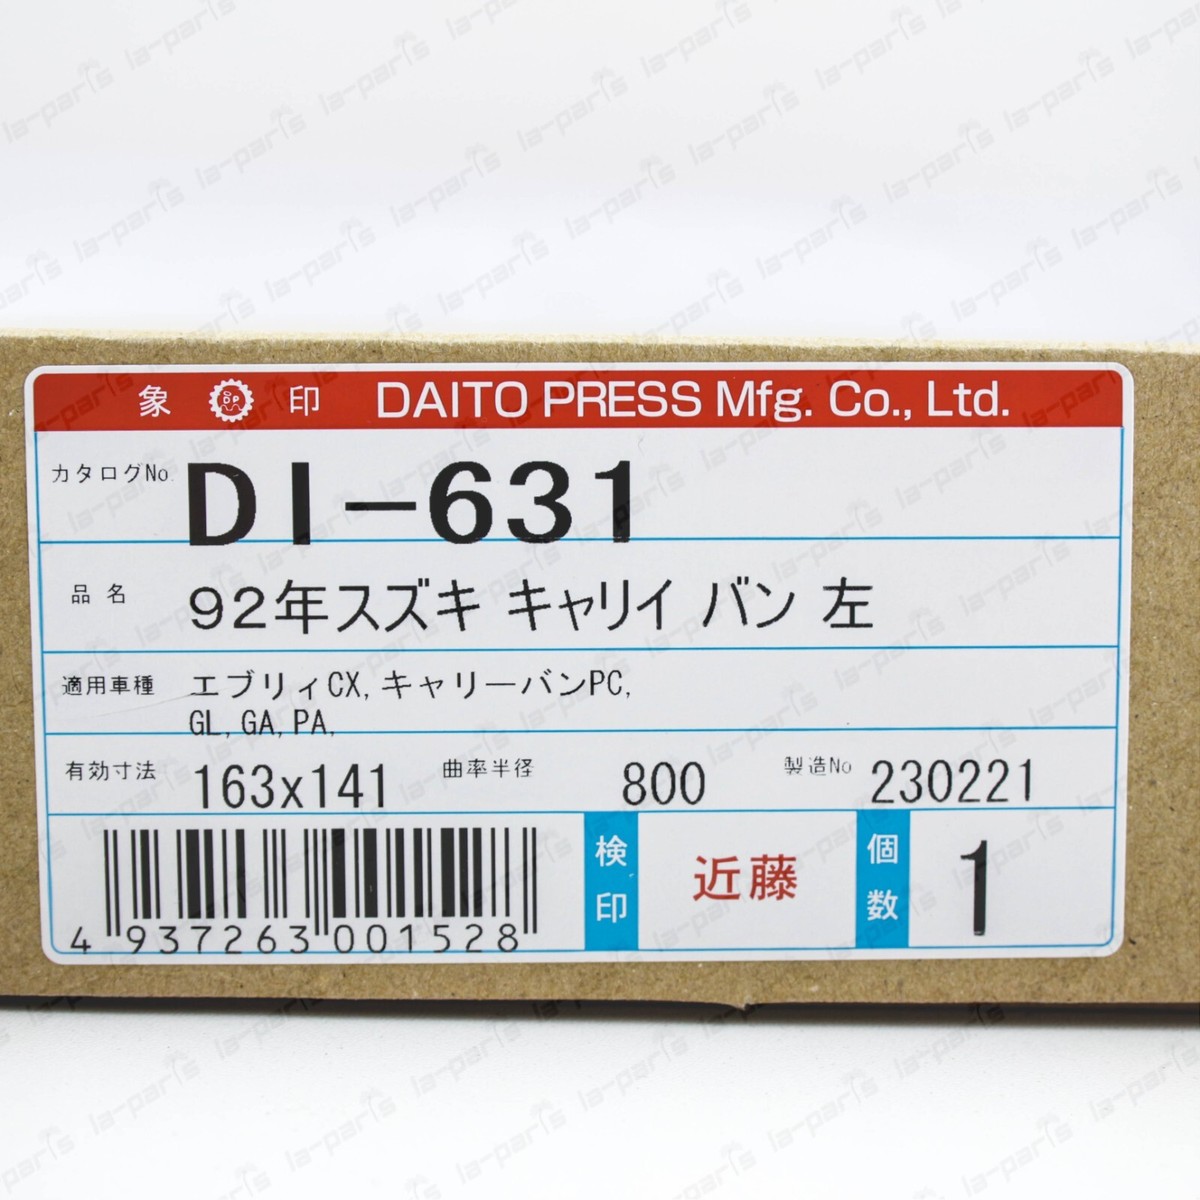 象 SDP 印 DAITO PRESS Mfg. Co., Ltd.
カタログNo. DI-631
品名 92年スズキ キャリイ バン 左
適用車種 エブリィCX,キャリーバンPC,
GL,GA,PA,
有効寸法 163x141 曲率半径 800 製造No 230221
検印 近藤 個数 1
4 937263 001528
la-paris